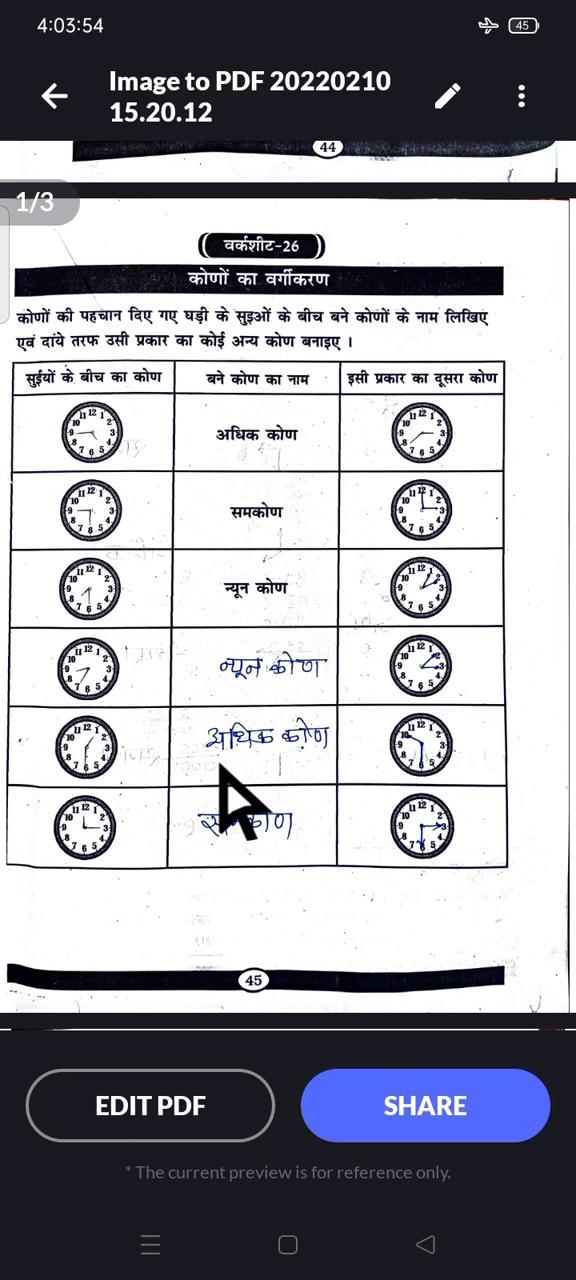 4:03:54
45
Image to PDF 20220210
15.20.12
44
1/3
वर्कशीट-26
कोणों का वर्गीकरण
कोणों की पहचान दिए गए घड़ी के सुइओं के बीच बने कोणों के नाम लिखिए
एवं दांये तरफ उसी प्रकार का कोई अन्य कोण बनाइए ।
सुईयों के बीच का कोण बने कोण का नाम इसी प्रकार का दूसरा कोण
अधिक कोण
समकोण
न्यून कोण
न्यून कोण
अधिक कोण
45
EDIT PDF
SHARE
* The current preview is for reference only.